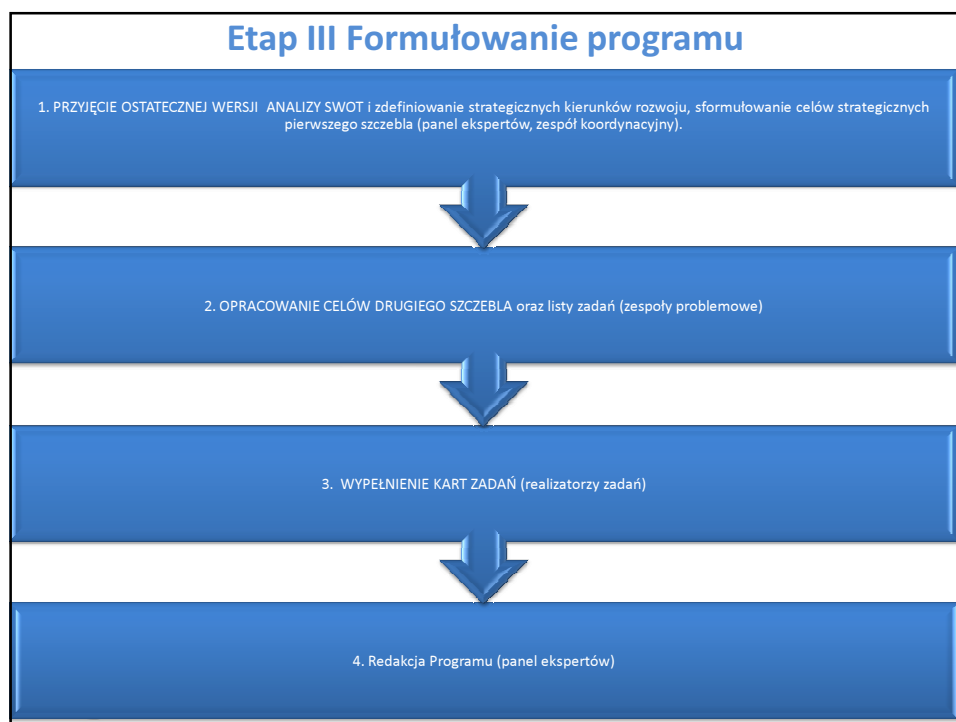 Etap III Formułowanie programu
1. PRZYJĘCIE OSTATECZNEJ WERSJI ANALIZY SWOT i zdefiniowanie strategicznych kierunków rozwoju, sformułowanie celów strategicznych
pierwszego szczebla (panel ekspertów, zespół koordynacyjny).
2. OPRACOWANIE CELÓW DRUGIEGO SZCZEBLA oraz listy zadań (zespoły problemowe)
3. WYPEŁNIENIE KART ZADAŃ (realizatorzy zadań)
4. Redakcja Programu (panel ekspertów)